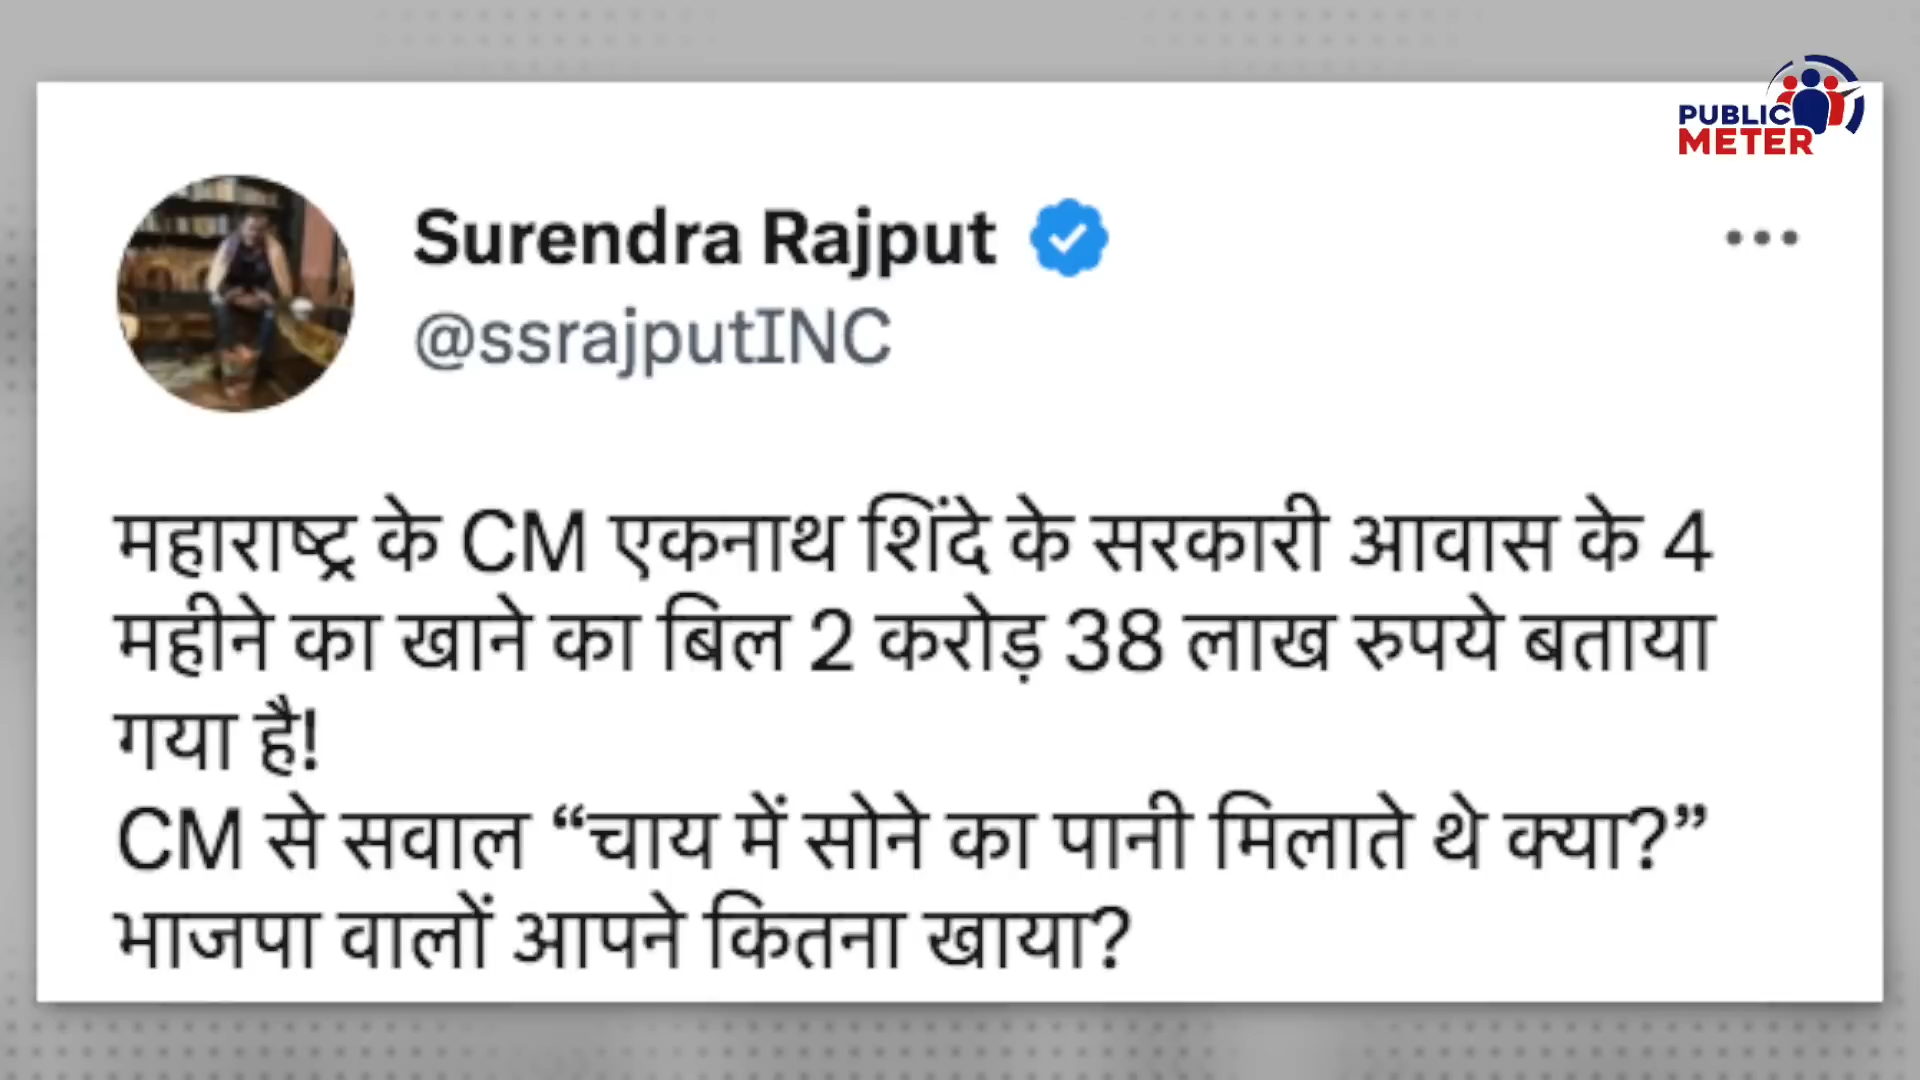 PUBLIC
METER
Surendra Rajput
@ssrajputINC
महाराष्ट्र के CM एकनाथ शिंदे के सरकारी आवास के 4
महीने का खाने का बिल 2 करोड़ 38 लाख रुपये बताया
गया है!
CM से सवाल “चाय में सोने का पानी मिलाते थे क्या?”
भाजपा वालों आपने कितना खाया?